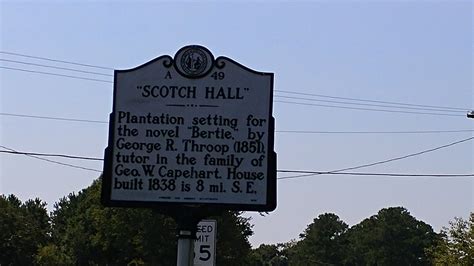 A 49
"SCOTCH HALL"
Plantation setting for
the novel "Bertie," by
George R. Throop (1851),
tutor in the family of
Geo. W. Capehart. House
built 1838 is 8 mi. S. E.
5